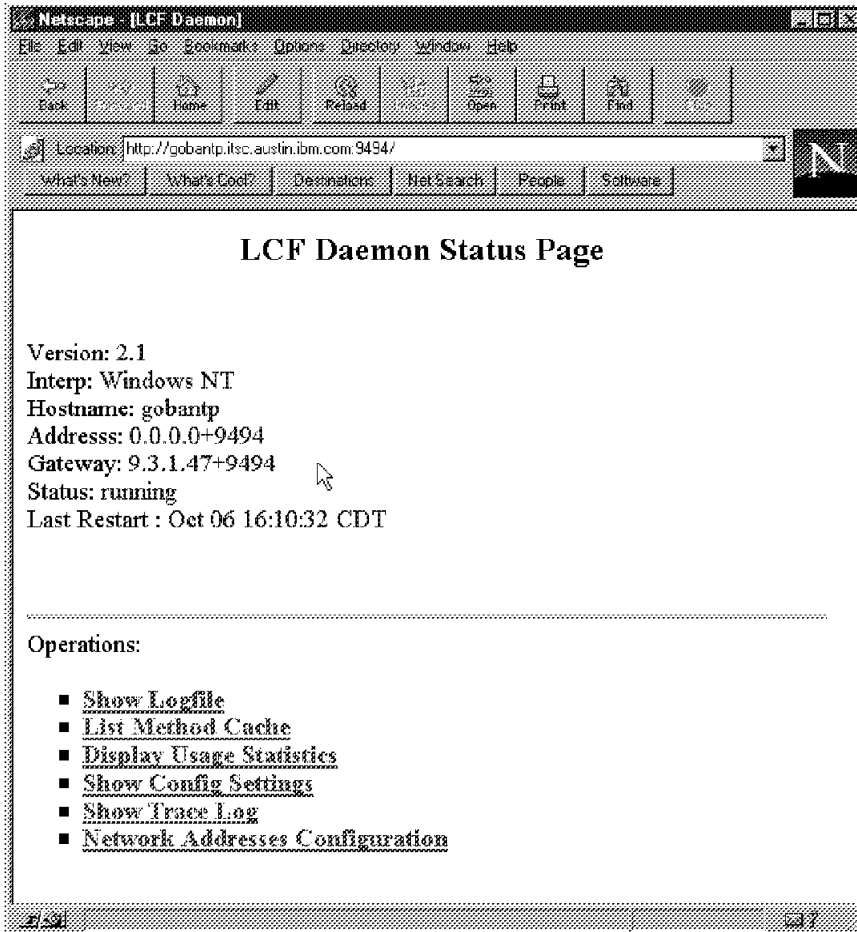 Netscape - [LCF Daemon]
File Edit View Go Bookmarks Options Directory Window Help
Back Home Edit Reload Images Open Print Find Stop
Location: http://gobantp.itsc.austin.ibm.com:9494/
What's New? What's Cool? Destinations Net Search People Software
N
LCF Daemon Status Page
Version: 2.1
Interp: Windows NT
Hostname: gobantp
Addresss: 0.0.0.0+9494
Gateway: 9.3.1.47+9494
Status: running
Last Restart : Oct 06 16:10:32 CDT
Operations:
Show Logfile
List Method Cache
Display Usage Statistics
Show Config Settings
Show Trace Log
Network Addresses Configuration